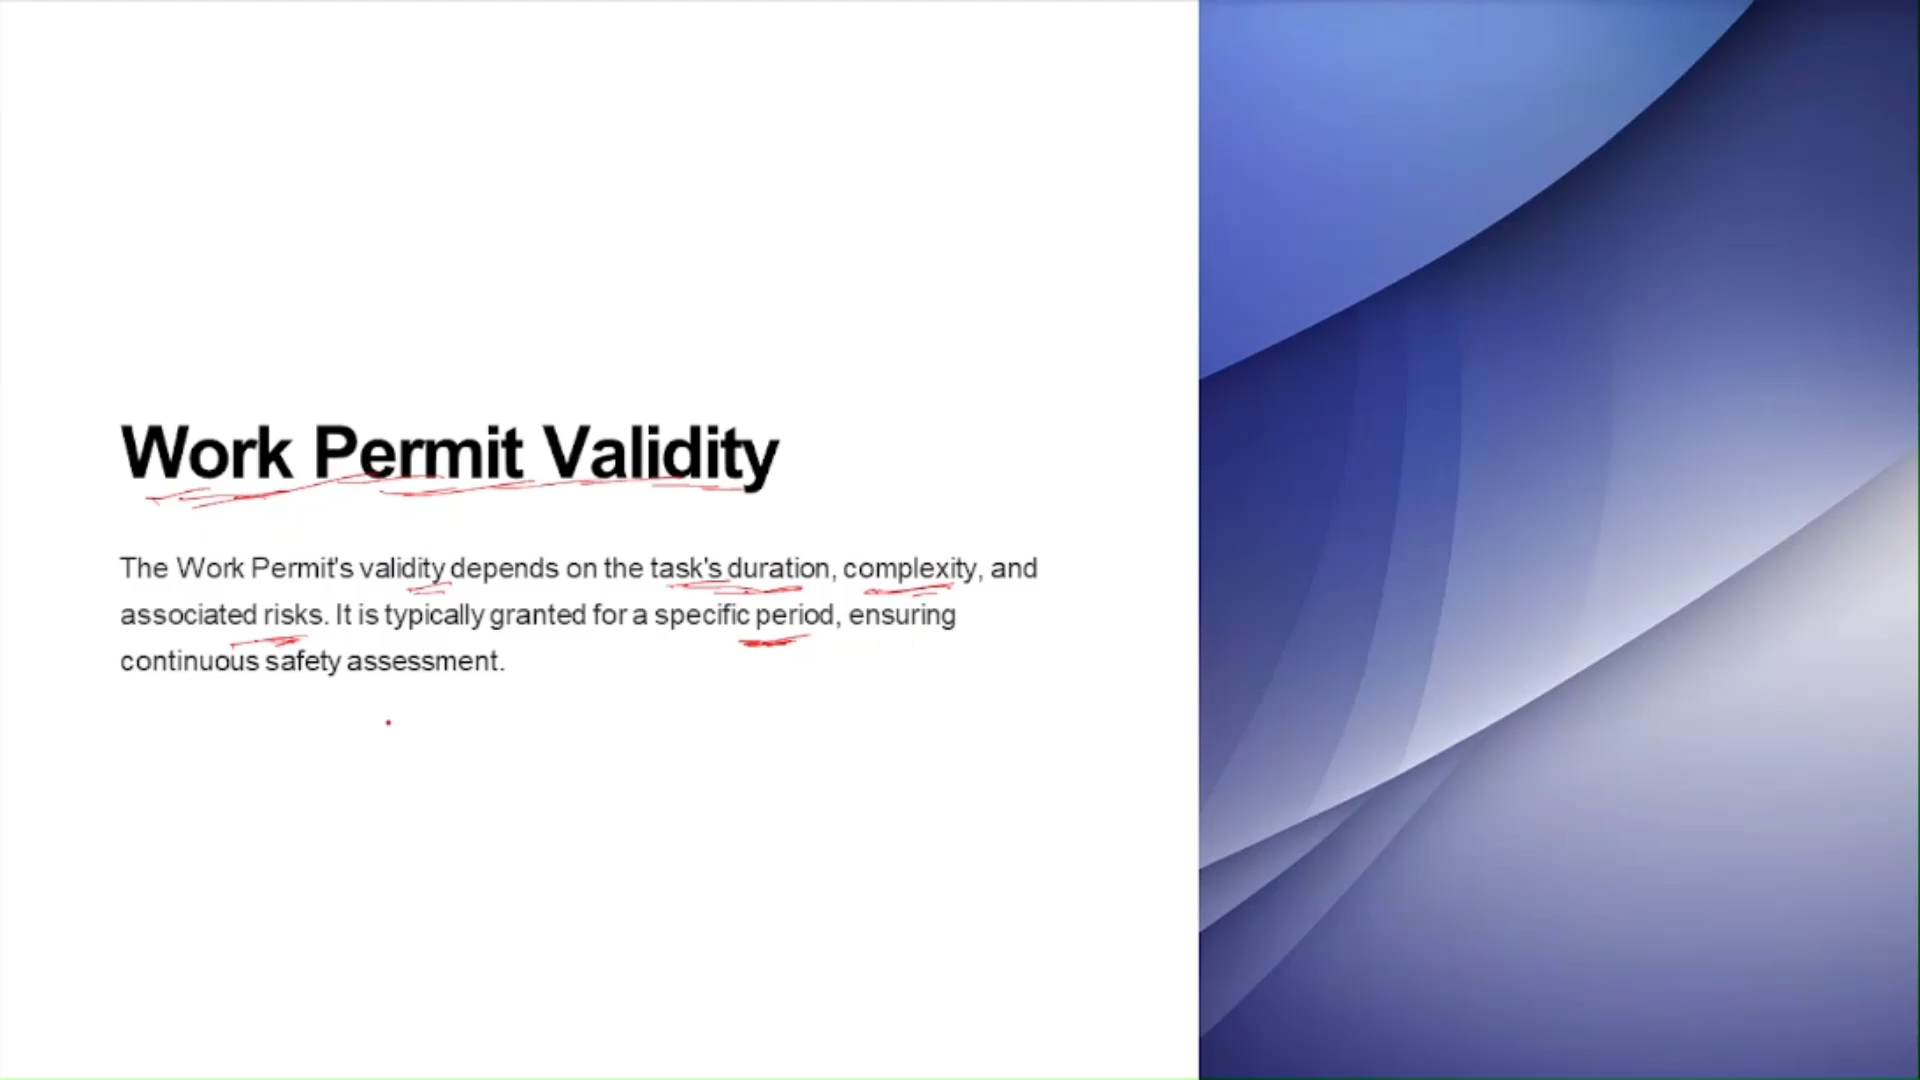 Work Permit Validity
The Work Permit's validity depends on the task's duration, complexity, and
associated risks. It is typically granted for a specific period, ensuring
continuous safety assessment.